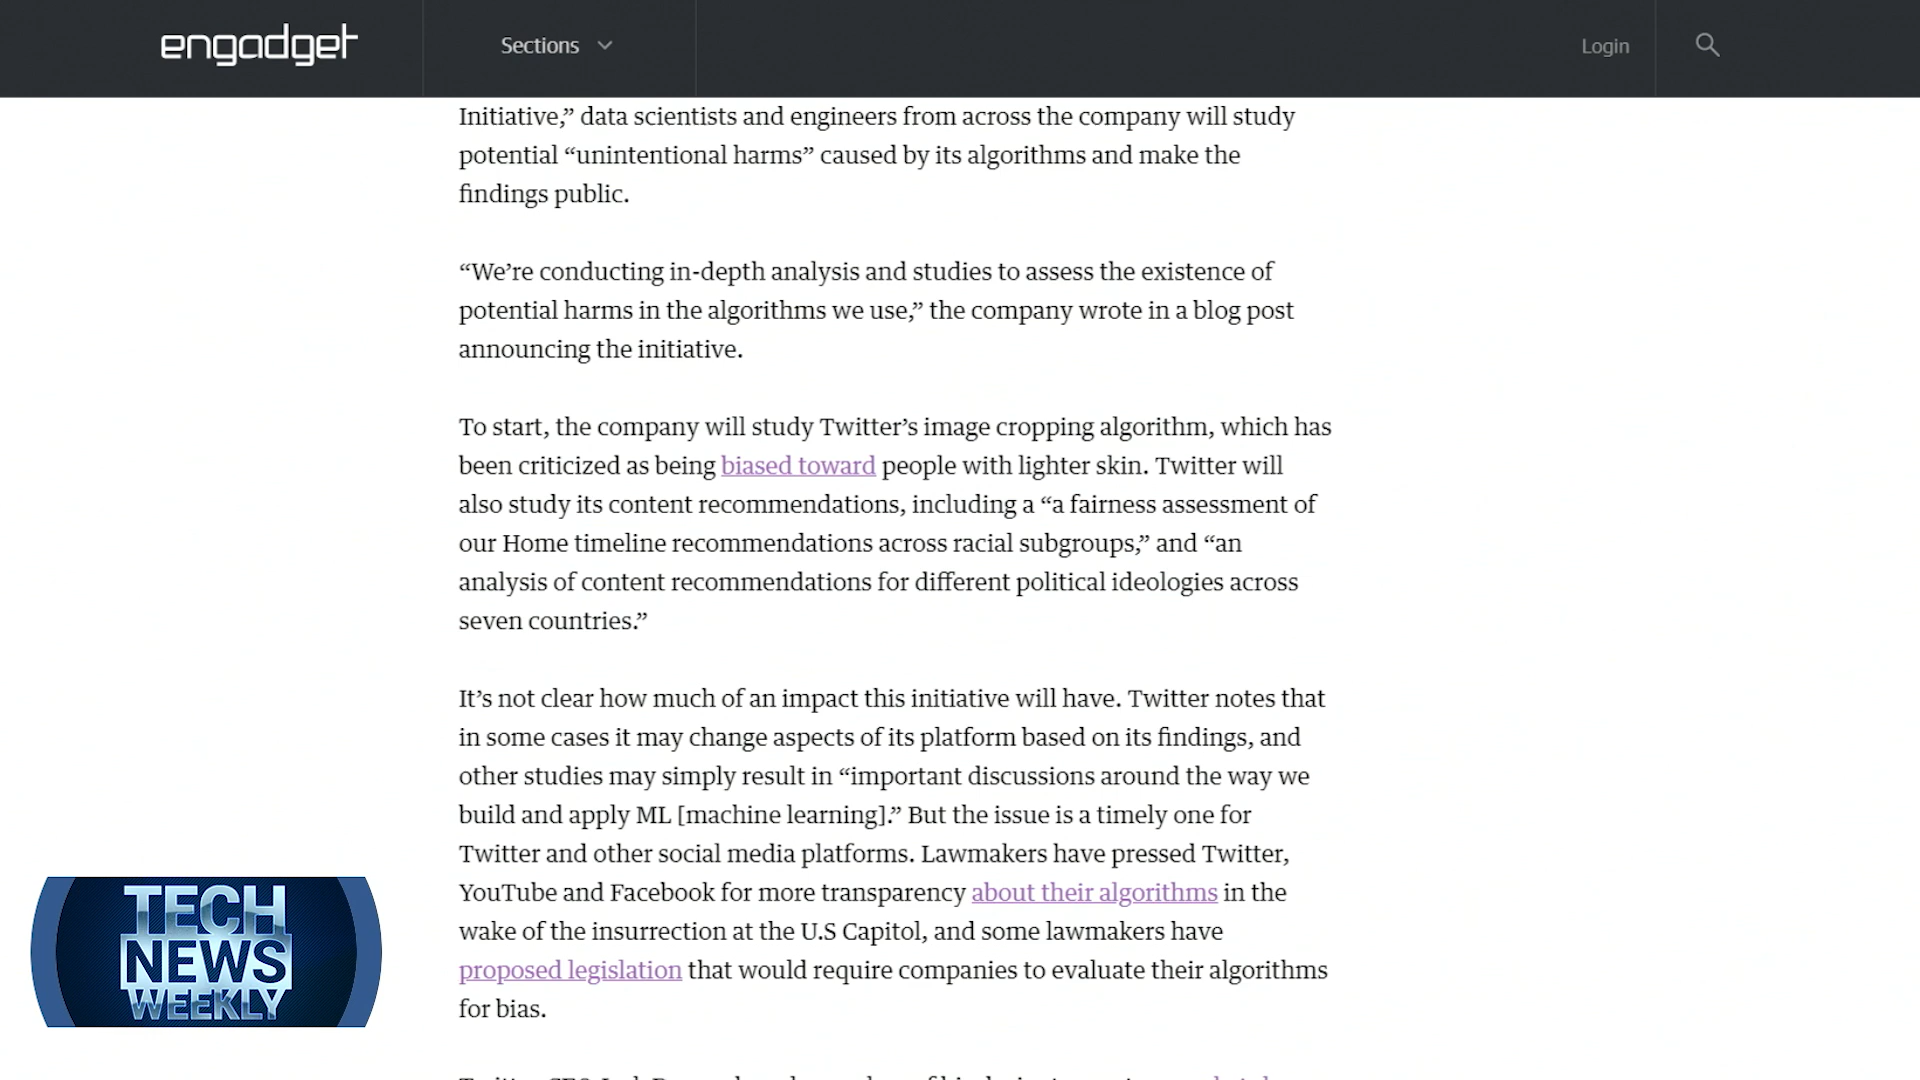 engadget
Sections
Login
Initiative,” data scientists and engineers from across the company will study
potential “unintentional harms” caused by its algorithms and make the
findings public.
“We’re conducting in-depth analysis and studies to assess the existence of
potential harms in the algorithms we use,” the company wrote in a blog post
announcing the initiative.
To start, the company will study Twitter’s image cropping algorithm, which has
been criticized as being biased toward people with lighter skin. Twitter will
also study its content recommendations, including a “a fairness assessment of
our Home timeline recommendations across racial subgroups,” and “an
analysis of content recommendations for different political ideologies across
seven countries.”
It’s not clear how much of an impact this initiative will have. Twitter notes that
in some cases it may change aspects of its platform based on its findings, and
other studies may simply result in “important discussions around the way we
build and apply ML [machine learning].” But the issue is a timely one for
Twitter and other social media platforms. Lawmakers have pressed Twitter,
YouTube and Facebook for more transparency about their algorithms in the
wake of the insurrection at the U.S Capitol, and some lawmakers have
proposed legislation that would require companies to evaluate their algorithms
for bias.
TECH
NEWS
WEEKLY